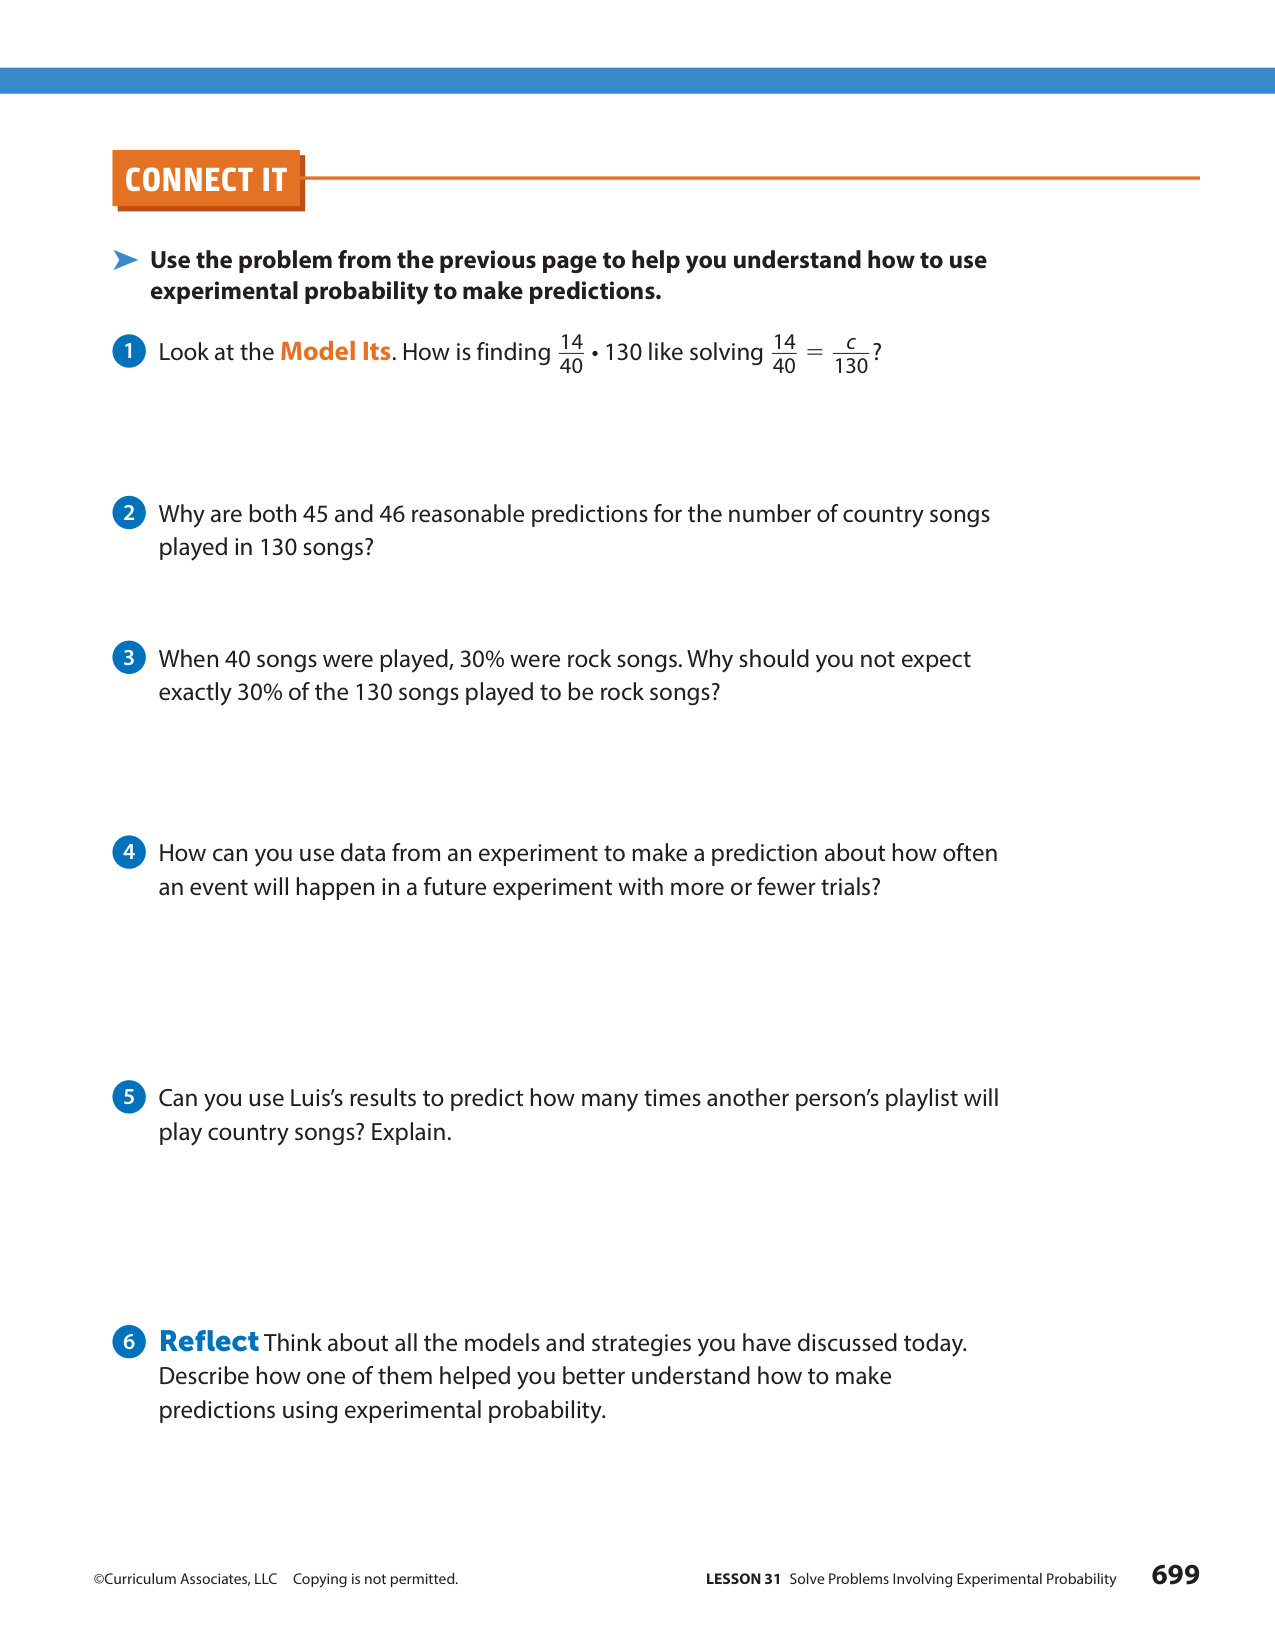 CONNECT IT
➤ Use the problem from the previous page to help you understand how to use
experimental probability to make predictions.
1 Look at the Model Its. How is finding 14/40 • 130 like solving 14/40 = c/130?
2 Why are both 45 and 46 reasonable predictions for the number of country songs
played in 130 songs?
3 When 40 songs were played, 30% were rock songs. Why should you not expect
exactly 30% of the 130 songs played to be rock songs?
4 How can you use data from an experiment to make a prediction about how often
an event will happen in a future experiment with more or fewer trials?
5 Can you use Luis’s results to predict how many times another person’s playlist will
play country songs? Explain.
6 Reflect Think about all the models and strategies you have discussed today.
Describe how one of them helped you better understand how to make
predictions using experimental probability.
©Curriculum Associates, LLC Copying is not permitted. LESSON 31 Solve Problems Involving Experimental Probability 699